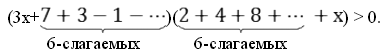 (3x+7 + 3 − 1 − ⋯)(2 + 4 + 8 + ⋯ + x) > 0.
6-слагаемых 6-слагаемых